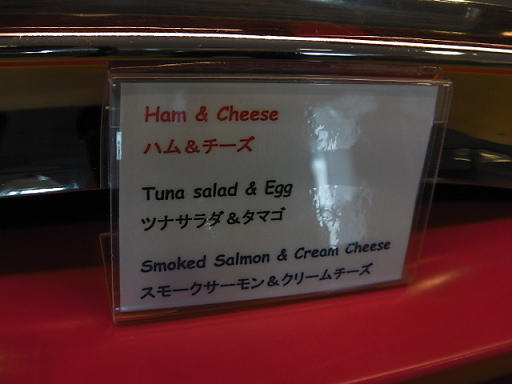 Ham & Cheese
ハム＆チーズ
Tuna salad & Egg
ツナサラダ＆タマゴ
Smoked Salmon & Cream Cheese
スモークサーモン＆クリームチーズ